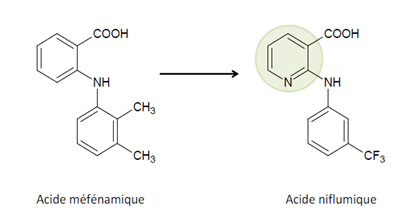 COOH
NH
CH3
CH3
Acide méfénamique
COOH
N
NH
CF3
Acide niflumique